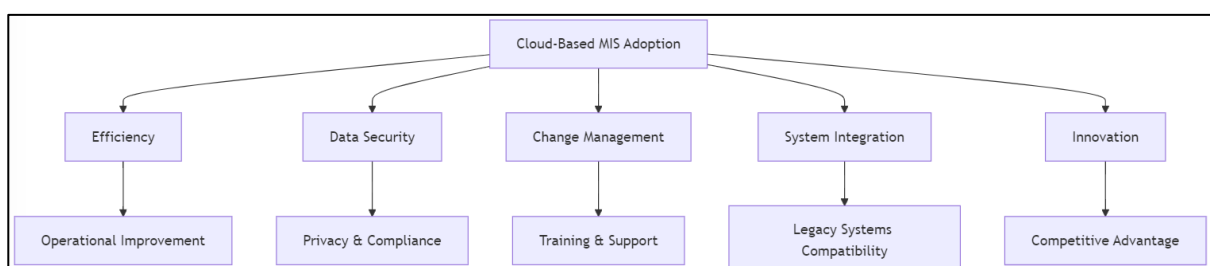 Cloud-Based MIS Adoption
Efficiency
Data Security
Change Management
System Integration
Innovation
Operational Improvement
Privacy & Compliance
Training & Support
Legacy Systems
Compatibility
Competitive Advantage